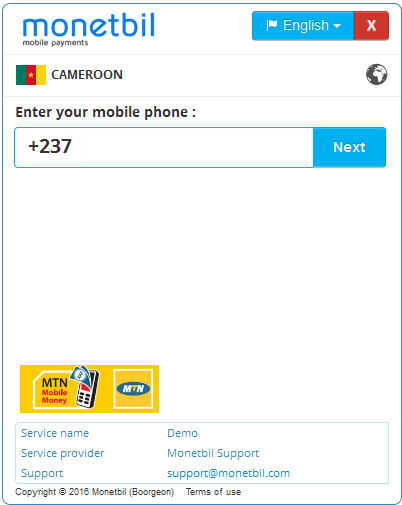 monetbil
mobile payments
English
X
CAMEROON
Enter your mobile phone :
+237
Next
MTN
Mobile
Money
MTN
Service name Demo
Service provider Monetbil Support
Support support@monetbil.com
Copyright © 2016 Monetbil (Boorgeon) Terms of use